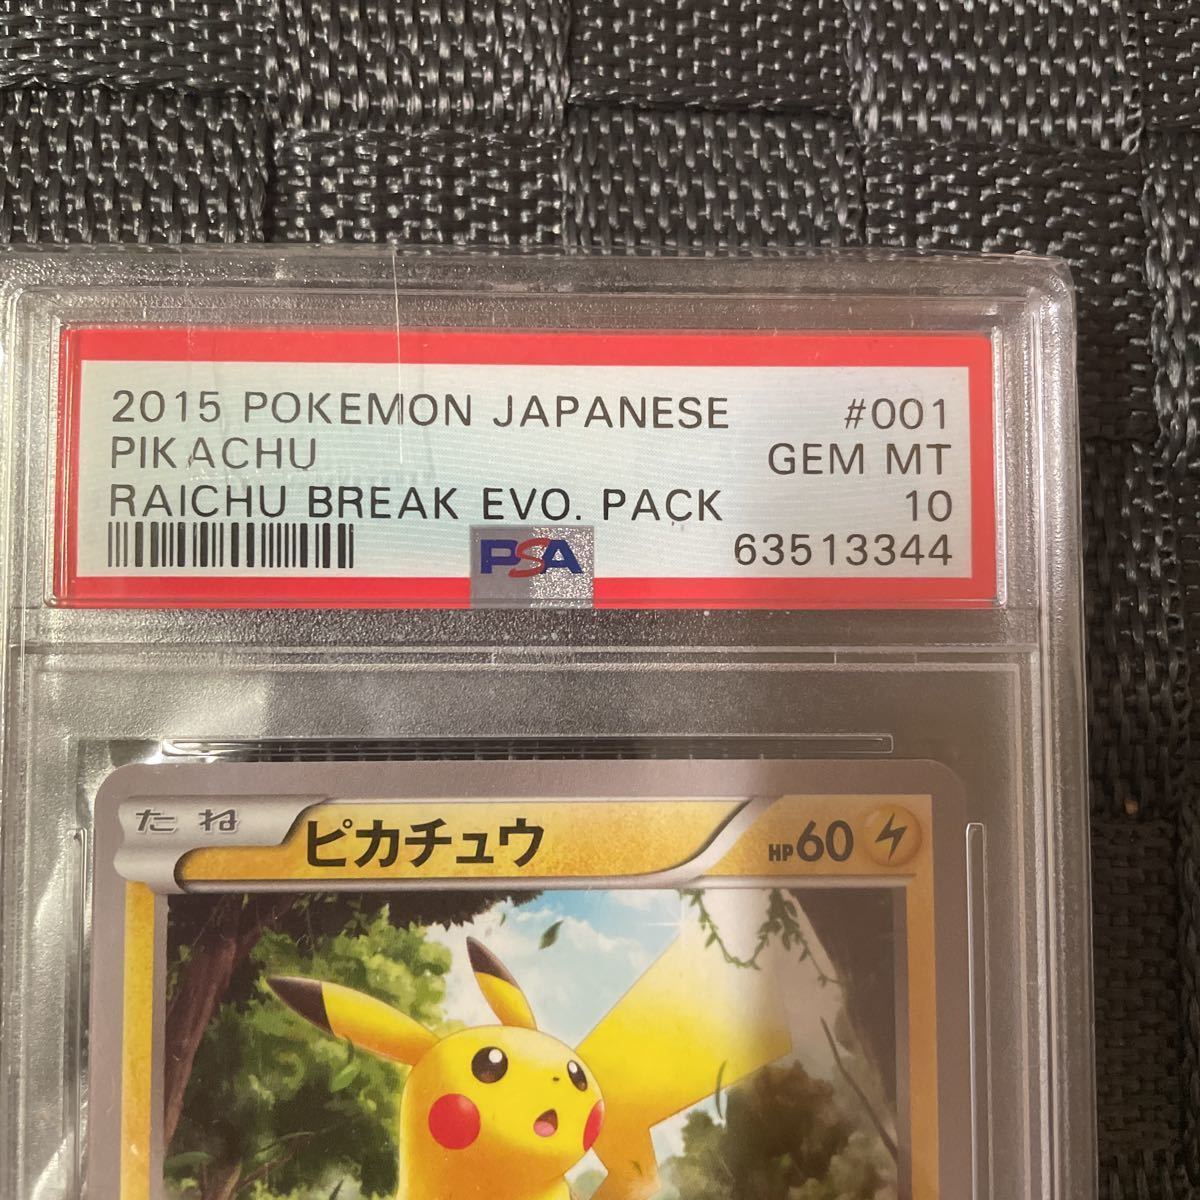 2015 POKEMON JAPANESE #001
PIKACHU GEM MT
RAICHU BREAK EVO. PACK 10
PSA 63513344
たね ピカチュウ HP60